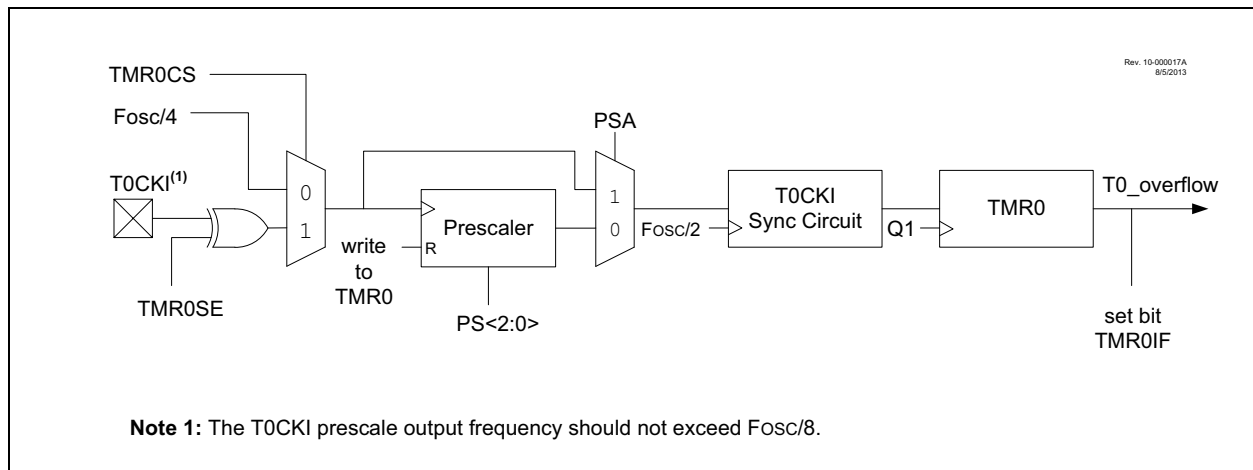 Rev. 10-000017A
8/5/2013
TMR0CS
Fosc/4
PSA
T0CKI(1)
0
1
1
0
T0CKI
Sync Circuit
TMR0
T0_overflow
Prescaler
R
Fosc/2
Q1
write
to
TMR0
TMR0SE
PS<2:0>
set bit
TMR0IF
Note 1: The T0CKI prescale output frequency should not exceed FOSC/8.